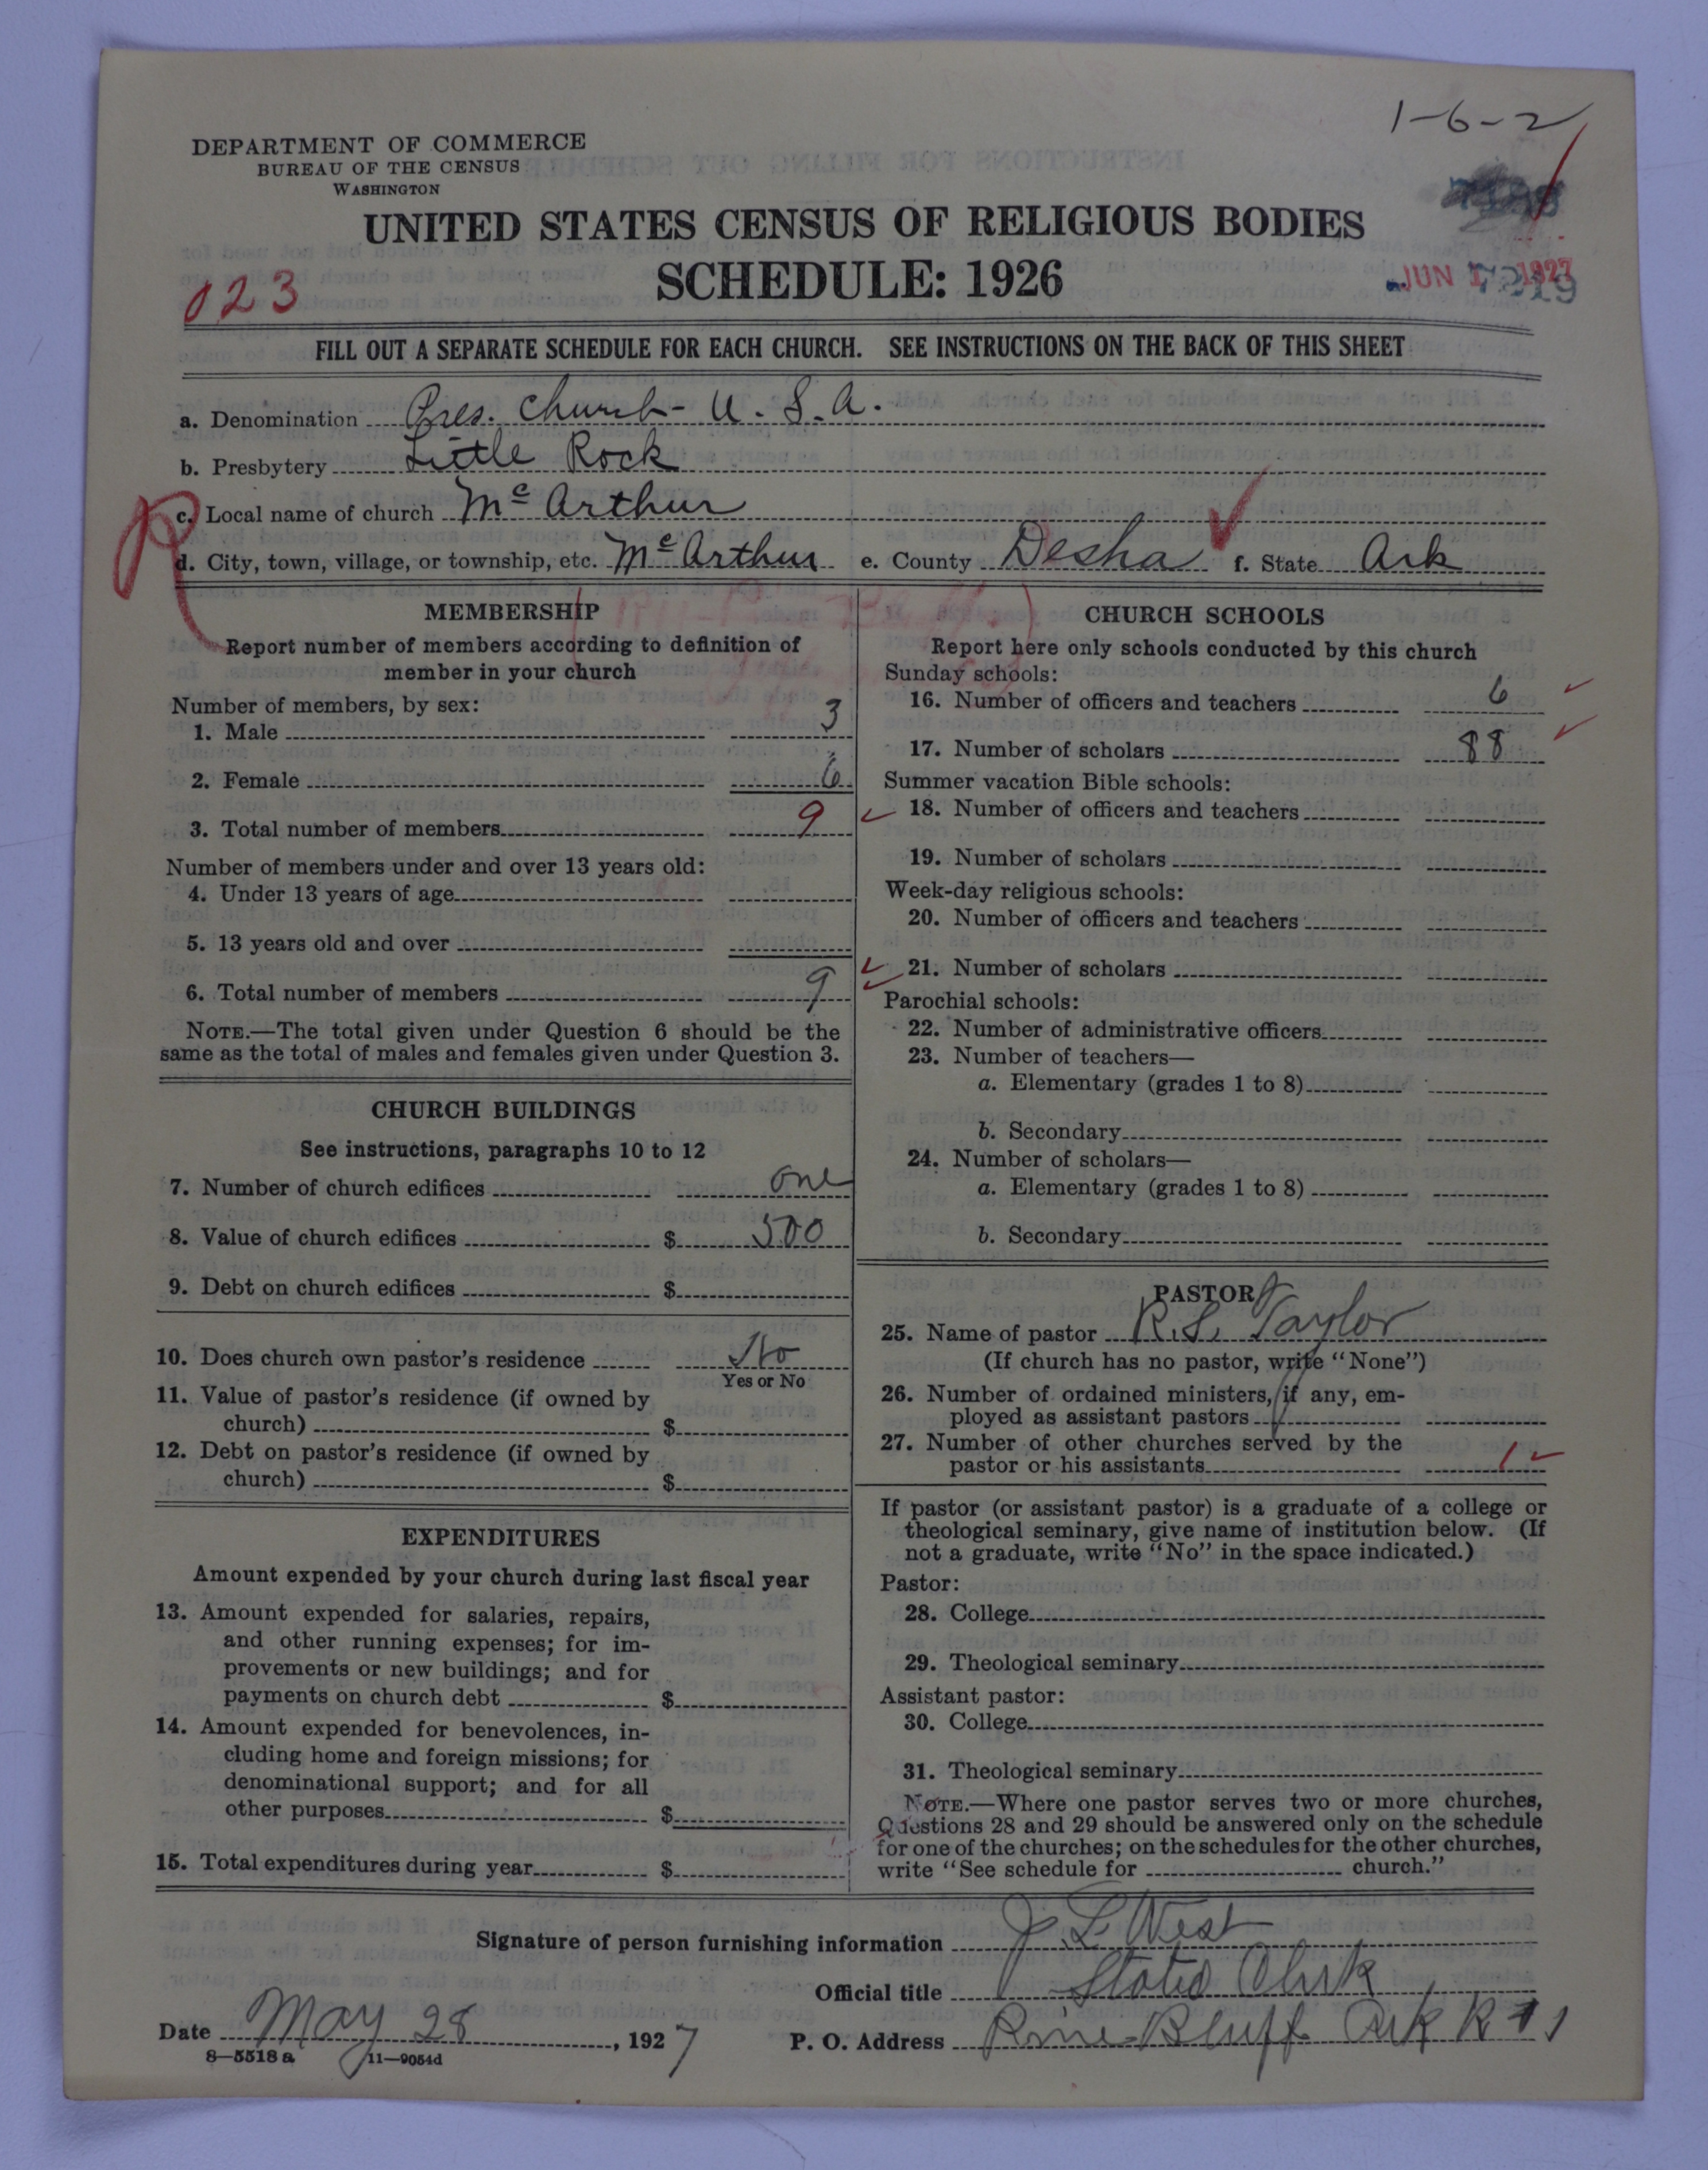 1-6-2
DEPARTMENT OF COMMERCE
BUREAU OF THE CENSUS
WASHINGTON
UNITED STATES CENSUS OF RELIGIOUS BODIES
SCHEDULE: 1926
023
JUN 1927
FILL OUT A SEPARATE SCHEDULE FOR EACH CHURCH. SEE INSTRUCTIONS ON THE BACK OF THIS SHEET
a. Denomination Pres. Church - U. S. A.
b. Presbytery Little Rock
c. Local name of church Mc Arthur
d. City, town, village, or township, etc. Mc Arthur e. County Desha f. State Ark
MEMBERSHIP
Report number of members according to definition of
member in your church
Number of members, by sex:
1. Male 3
2. Female 6
3. Total number of members 9
Number of members under and over 13 years old:
4. Under 13 years of age
5. 13 years old and over
6. Total number of members 9
NOTE.—The total given under Question 6 should be the
same as the total of males and females given under Question 3.
CHURCH BUILDINGS
See instructions, paragraphs 10 to 12
7. Number of church edifices one
8. Value of church edifices $ 500
9. Debt on church edifices $
10. Does church own pastor's residence No
Yes or No
11. Value of pastor's residence (if owned by
church) $
12. Debt on pastor's residence (if owned by
church) $
EXPENDITURES
Amount expended by your church during last fiscal year
13. Amount expended for salaries, repairs,
and other running expenses; for im-
provements or new buildings; and for
payments on church debt $
14. Amount expended for benevolences, in-
cluding home and foreign missions; for
denominational support; and for all
other purposes $
15. Total expenditures during year $
CHURCH SCHOOLS
Report here only schools conducted by this church
Sunday schools:
16. Number of officers and teachers 6
17. Number of scholars 88
Summer vacation Bible schools:
18. Number of officers and teachers
19. Number of scholars
Week-day religious schools:
20. Number of officers and teachers
21. Number of scholars
Parochial schools:
22. Number of administrative officers
23. Number of teachers—
a. Elementary (grades 1 to 8)
b. Secondary
24. Number of scholars—
a. Elementary (grades 1 to 8)
b. Secondary
PASTOR
25. Name of pastor R. S. Taylor
(If church has no pastor, write "None")
26. Number of ordained ministers, if any, em-
ployed as assistant pastors
27. Number of other churches served by the
pastor or his assistants 1
If pastor (or assistant pastor) is a graduate of a college or
theological seminary, give name of institution below. (If
not a graduate, write "No" in the space indicated.)
Pastor:
28. College
29. Theological seminary
Assistant pastor:
30. College
31. Theological seminary
NOTE.—Where one pastor serves two or more churches,
Questions 28 and 29 should be answered only on the schedule
for one of the churches; on the schedules for the other churches,
write "See schedule for church."
Signature of person furnishing information J. L. West
Official title Stated Clerk
Date May 28, 1927 P. O. Address Pine Bluff Ark R
8—5518 a 11—9054d